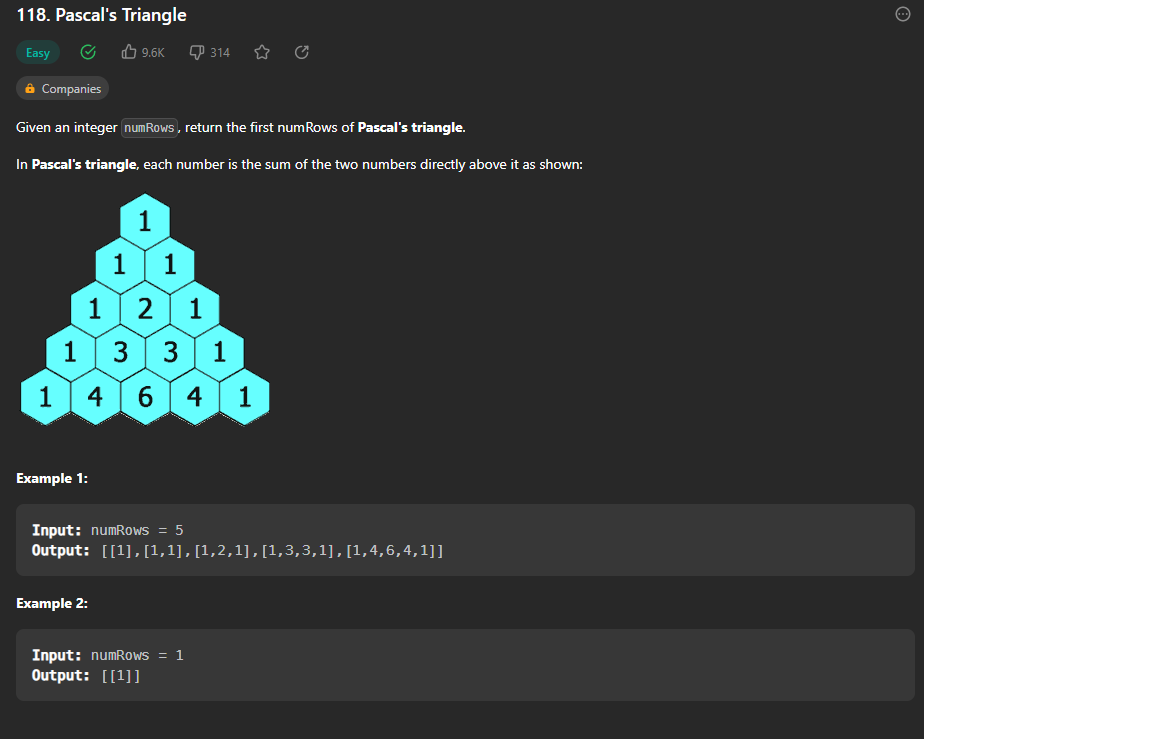 118. Pascal's Triangle
Easy 9.6K 314
Companies
Given an integer numRows, return the first numRows of Pascal's triangle.
In Pascal's triangle, each number is the sum of the two numbers directly above it as shown:
1
1 1
1 2 1
1 3 3 1
1 4 6 4 1
Example 1:
Input: numRows = 5
Output: [[1],[1,1],[1,2,1],[1,3,3,1],[1,4,6,4,1]]
Example 2:
Input: numRows = 1
Output: [[1]]